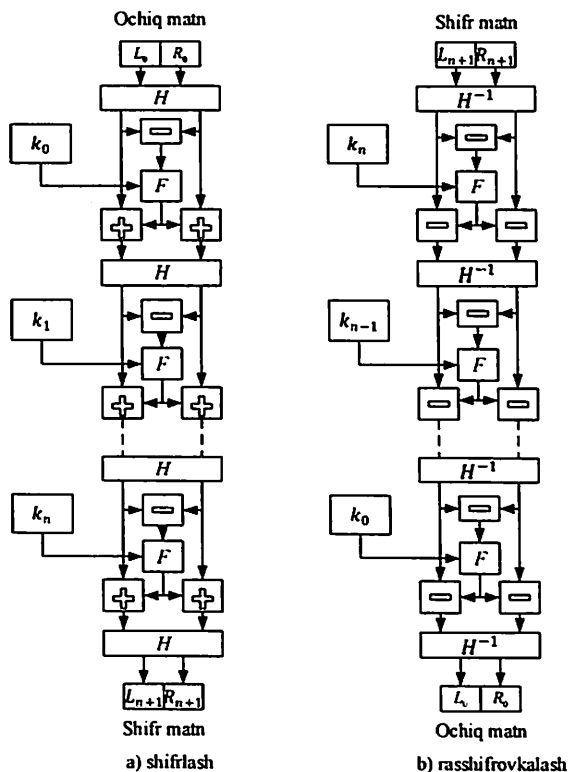 Ochiq matn
L₀ R₀
H
k₀
F
H
k₁
F
H
kₙ
F
H
Lₙ₊₁ Rₙ₊₁
Shifr matn
a) shifrlash
Shifr matn
Lₙ₊₁ Rₙ₊₁
H⁻¹
kₙ
F
H⁻¹
kₙ₋₁
F
H⁻¹
k₀
F
H⁻¹
L₀ R₀
Ochiq matn
b) rasshifrovkalash